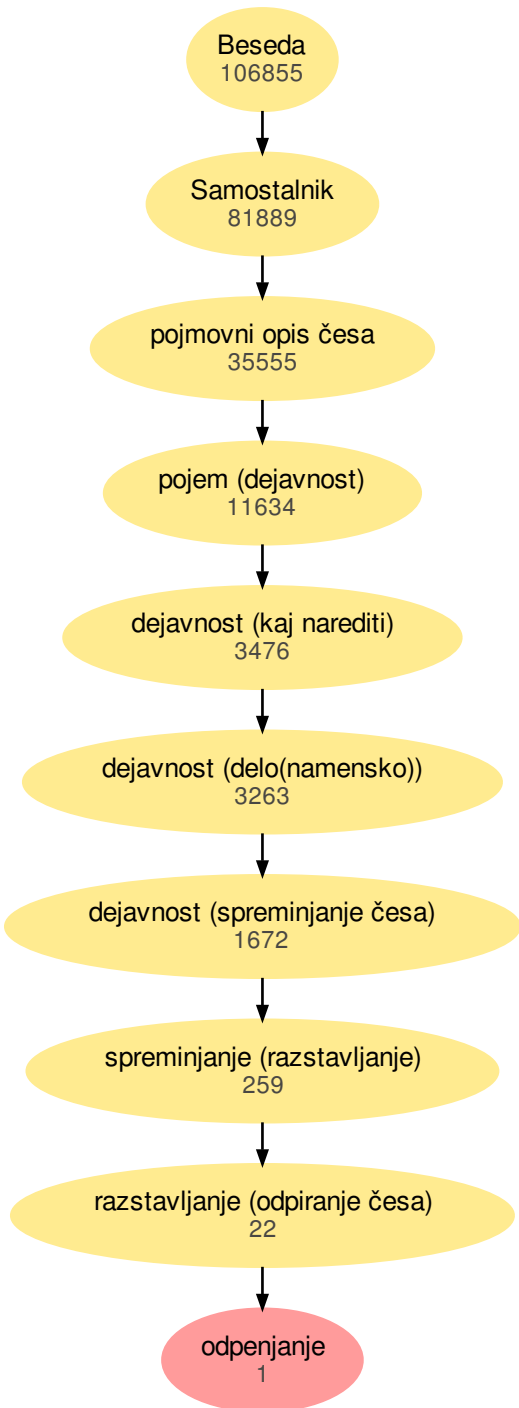 Beseda
106855
Samostalnik
81889
pojmovni opis česa
35555
pojem (dejavnost)
11634
dejavnost (kaj narediti)
3476
dejavnost (delo(namensko))
3263
dejavnost (spreminjanje česa)
1672
spreminjanje (razstavljanje)
259
razstavljanje (odpiranje česa)
22
odpenjanje
1